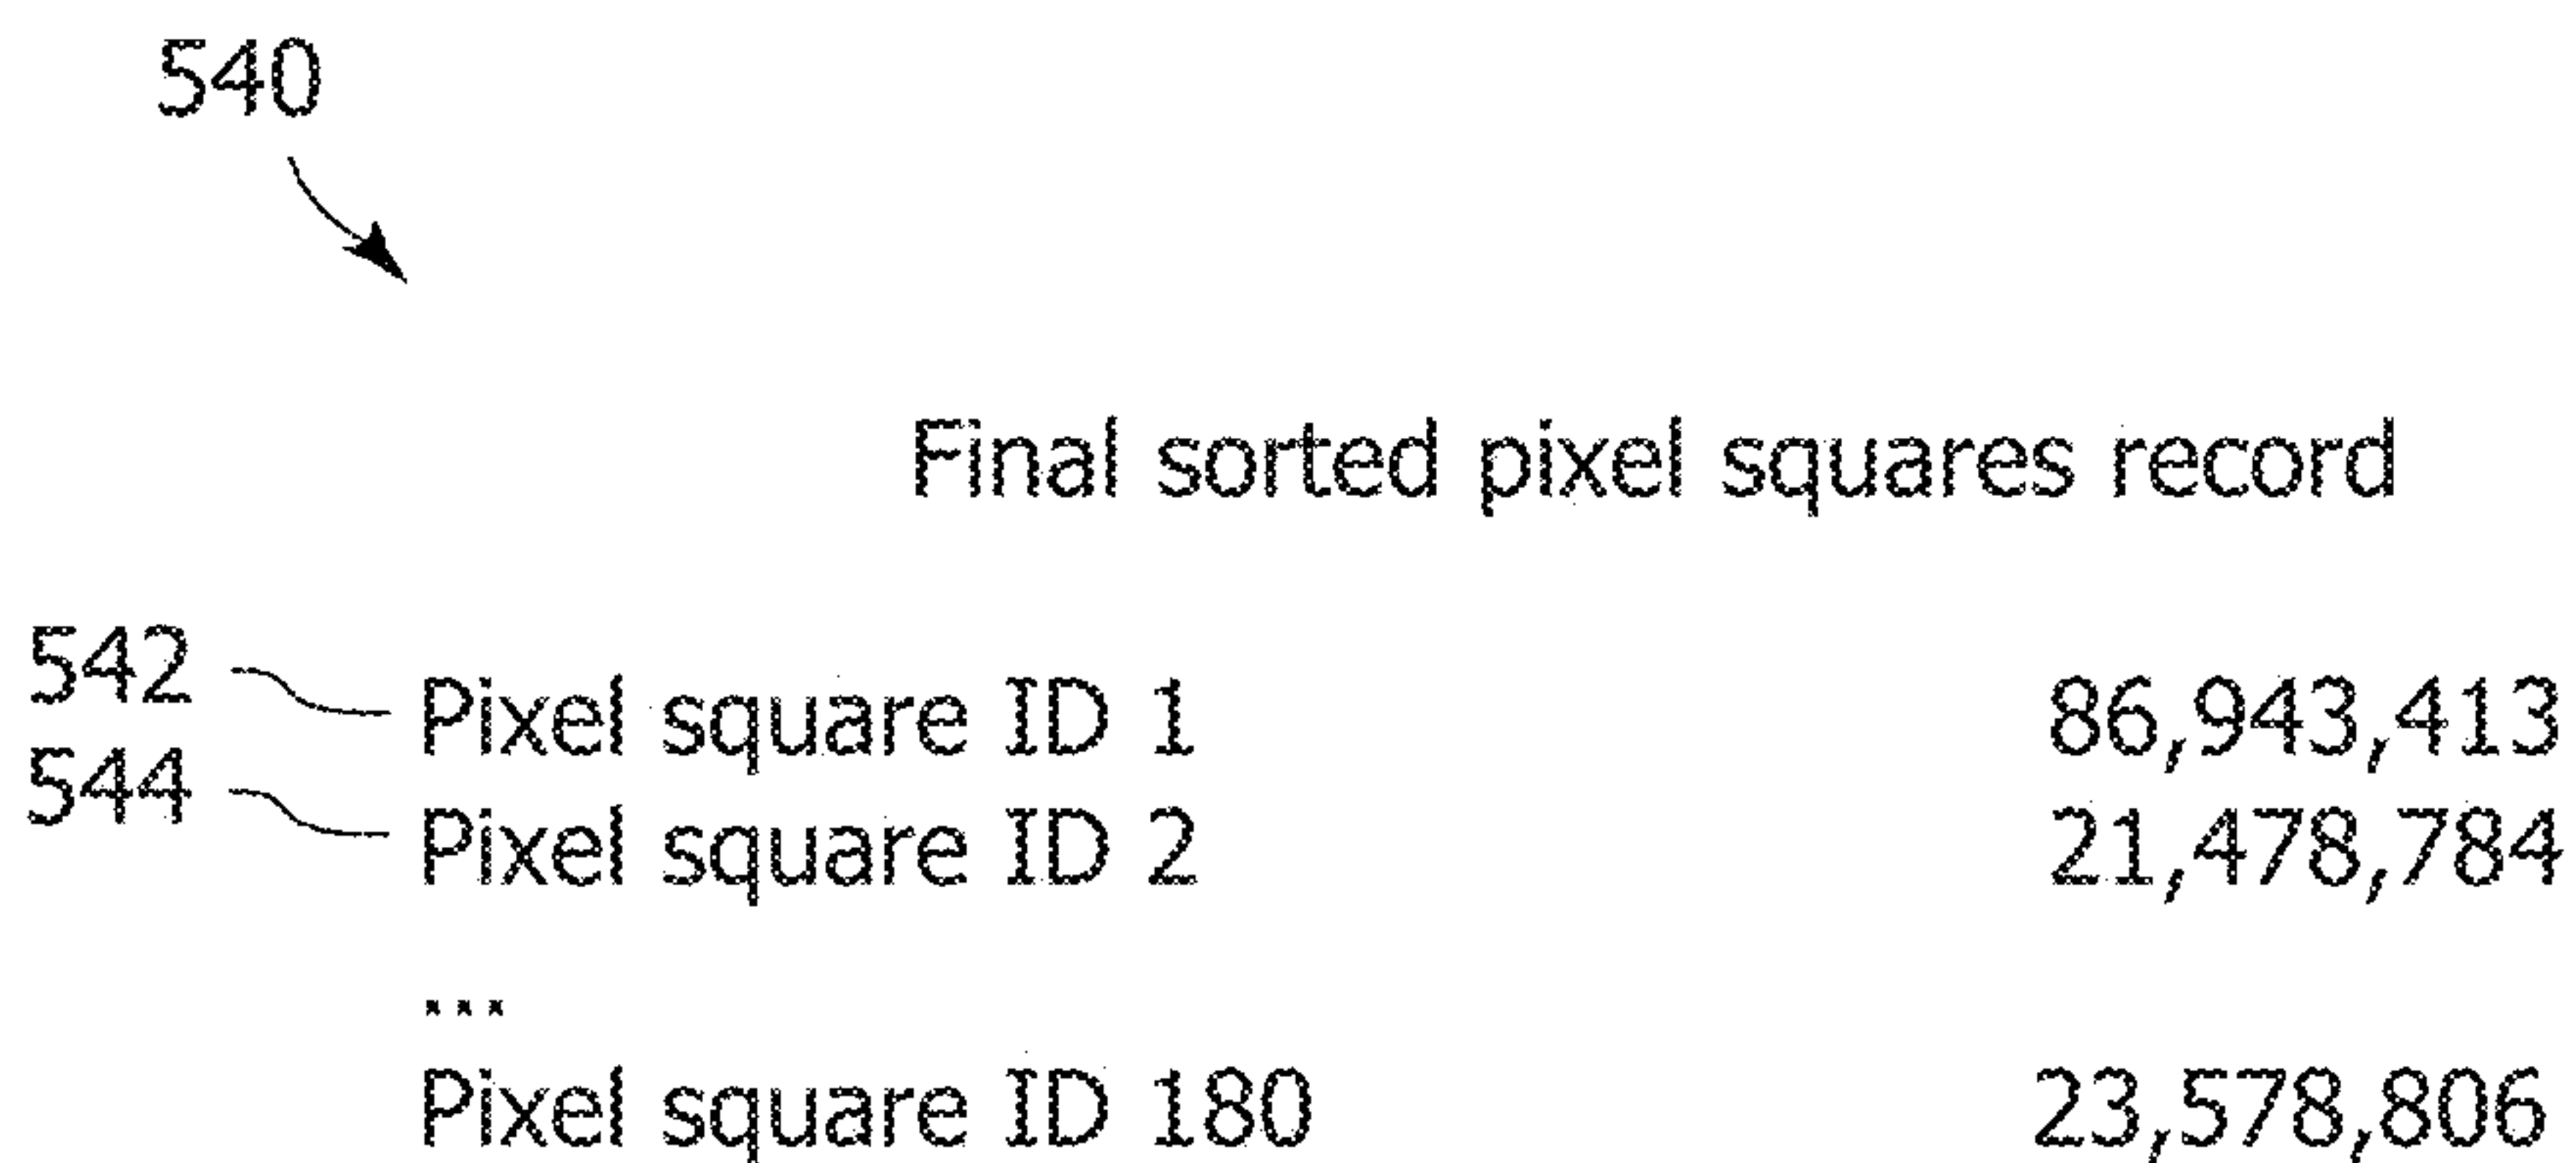 540
Final sorted pixel squares record
542 Pixel square ID 1 86,943,413
544 Pixel square ID 2 21,478,784
...
Pixel square ID 180 23,578,806